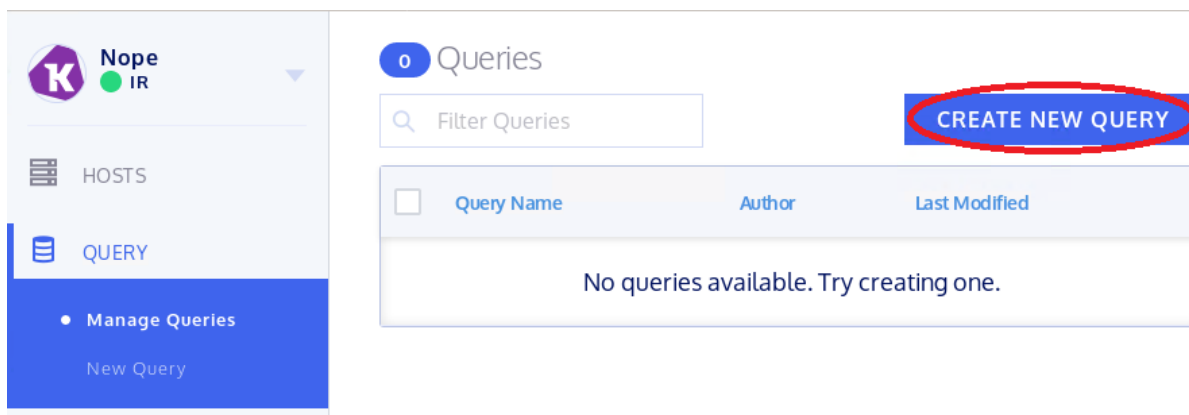 K
Nope
IR
HOSTS
QUERY
Manage Queries
New Query
0 Queries
Filter Queries
CREATE NEW QUERY
Query Name Author Last Modified
No queries available. Try creating one.